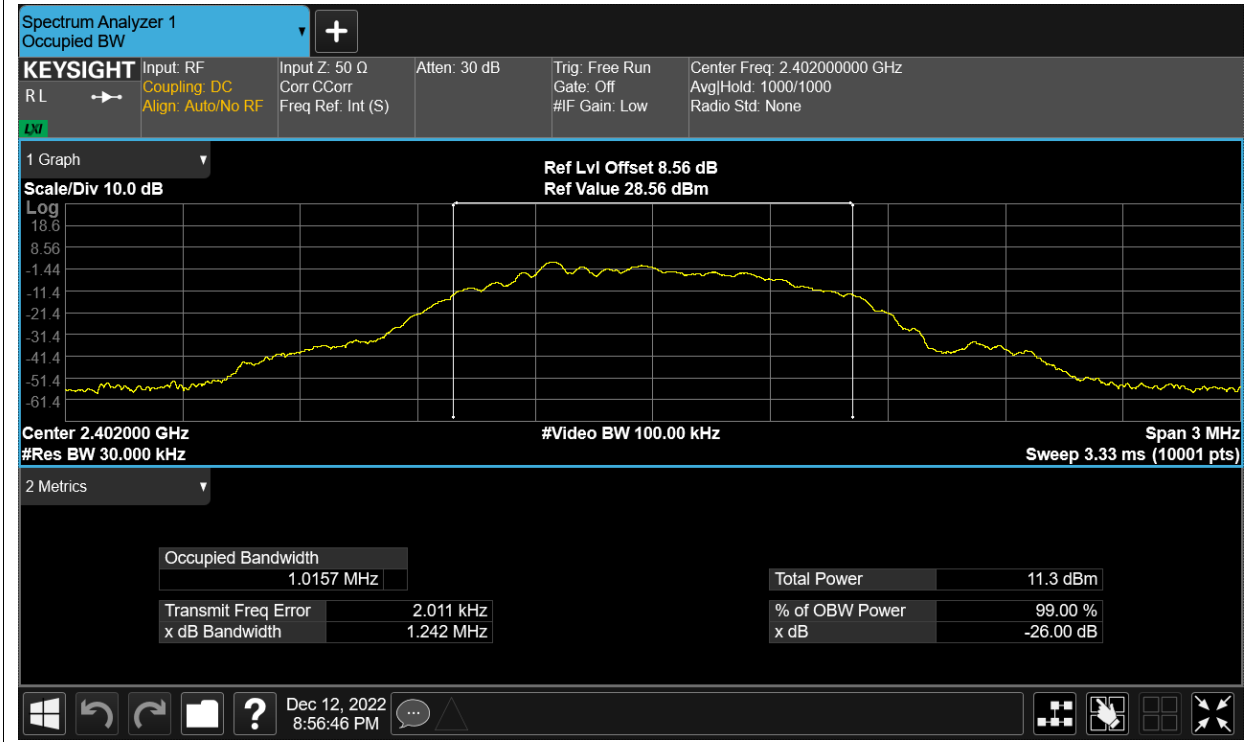 Spectrum Analyzer 1
Occupied BW
KEYSIGHT
R L
LXI
Input: RF
Coupling: DC
Align: Auto/No RF
Input Z: 50 Ω
Corr CCorr
Freq Ref: Int (S)
Atten: 30 dB
Trig: Free Run
Gate: Off
#IF Gain: Low
Center Freq: 2.402000000 GHz
Avg|Hold: 1000/1000
Radio Std: None
1 Graph
Scale/Div 10.0 dB
Ref Lvl Offset 8.56 dB
Ref Value 28.56 dBm
Log
18.6
8.56
-1.44
-11.4
-21.4
-31.4
-41.4
-51.4
-61.4
Center 2.402000 GHz
#Video BW 100.00 kHz
Span 3 MHz
#Res BW 30.000 kHz
Sweep 3.33 ms (10001 pts)
2 Metrics
Occupied Bandwidth
1.0157 MHz
Total Power 11.3 dBm
Transmit Freq Error 2.011 kHz
% of OBW Power 99.00 %
x dB Bandwidth 1.242 MHz
x dB -26.00 dB
?
Dec 12, 2022
8:56:46 PM